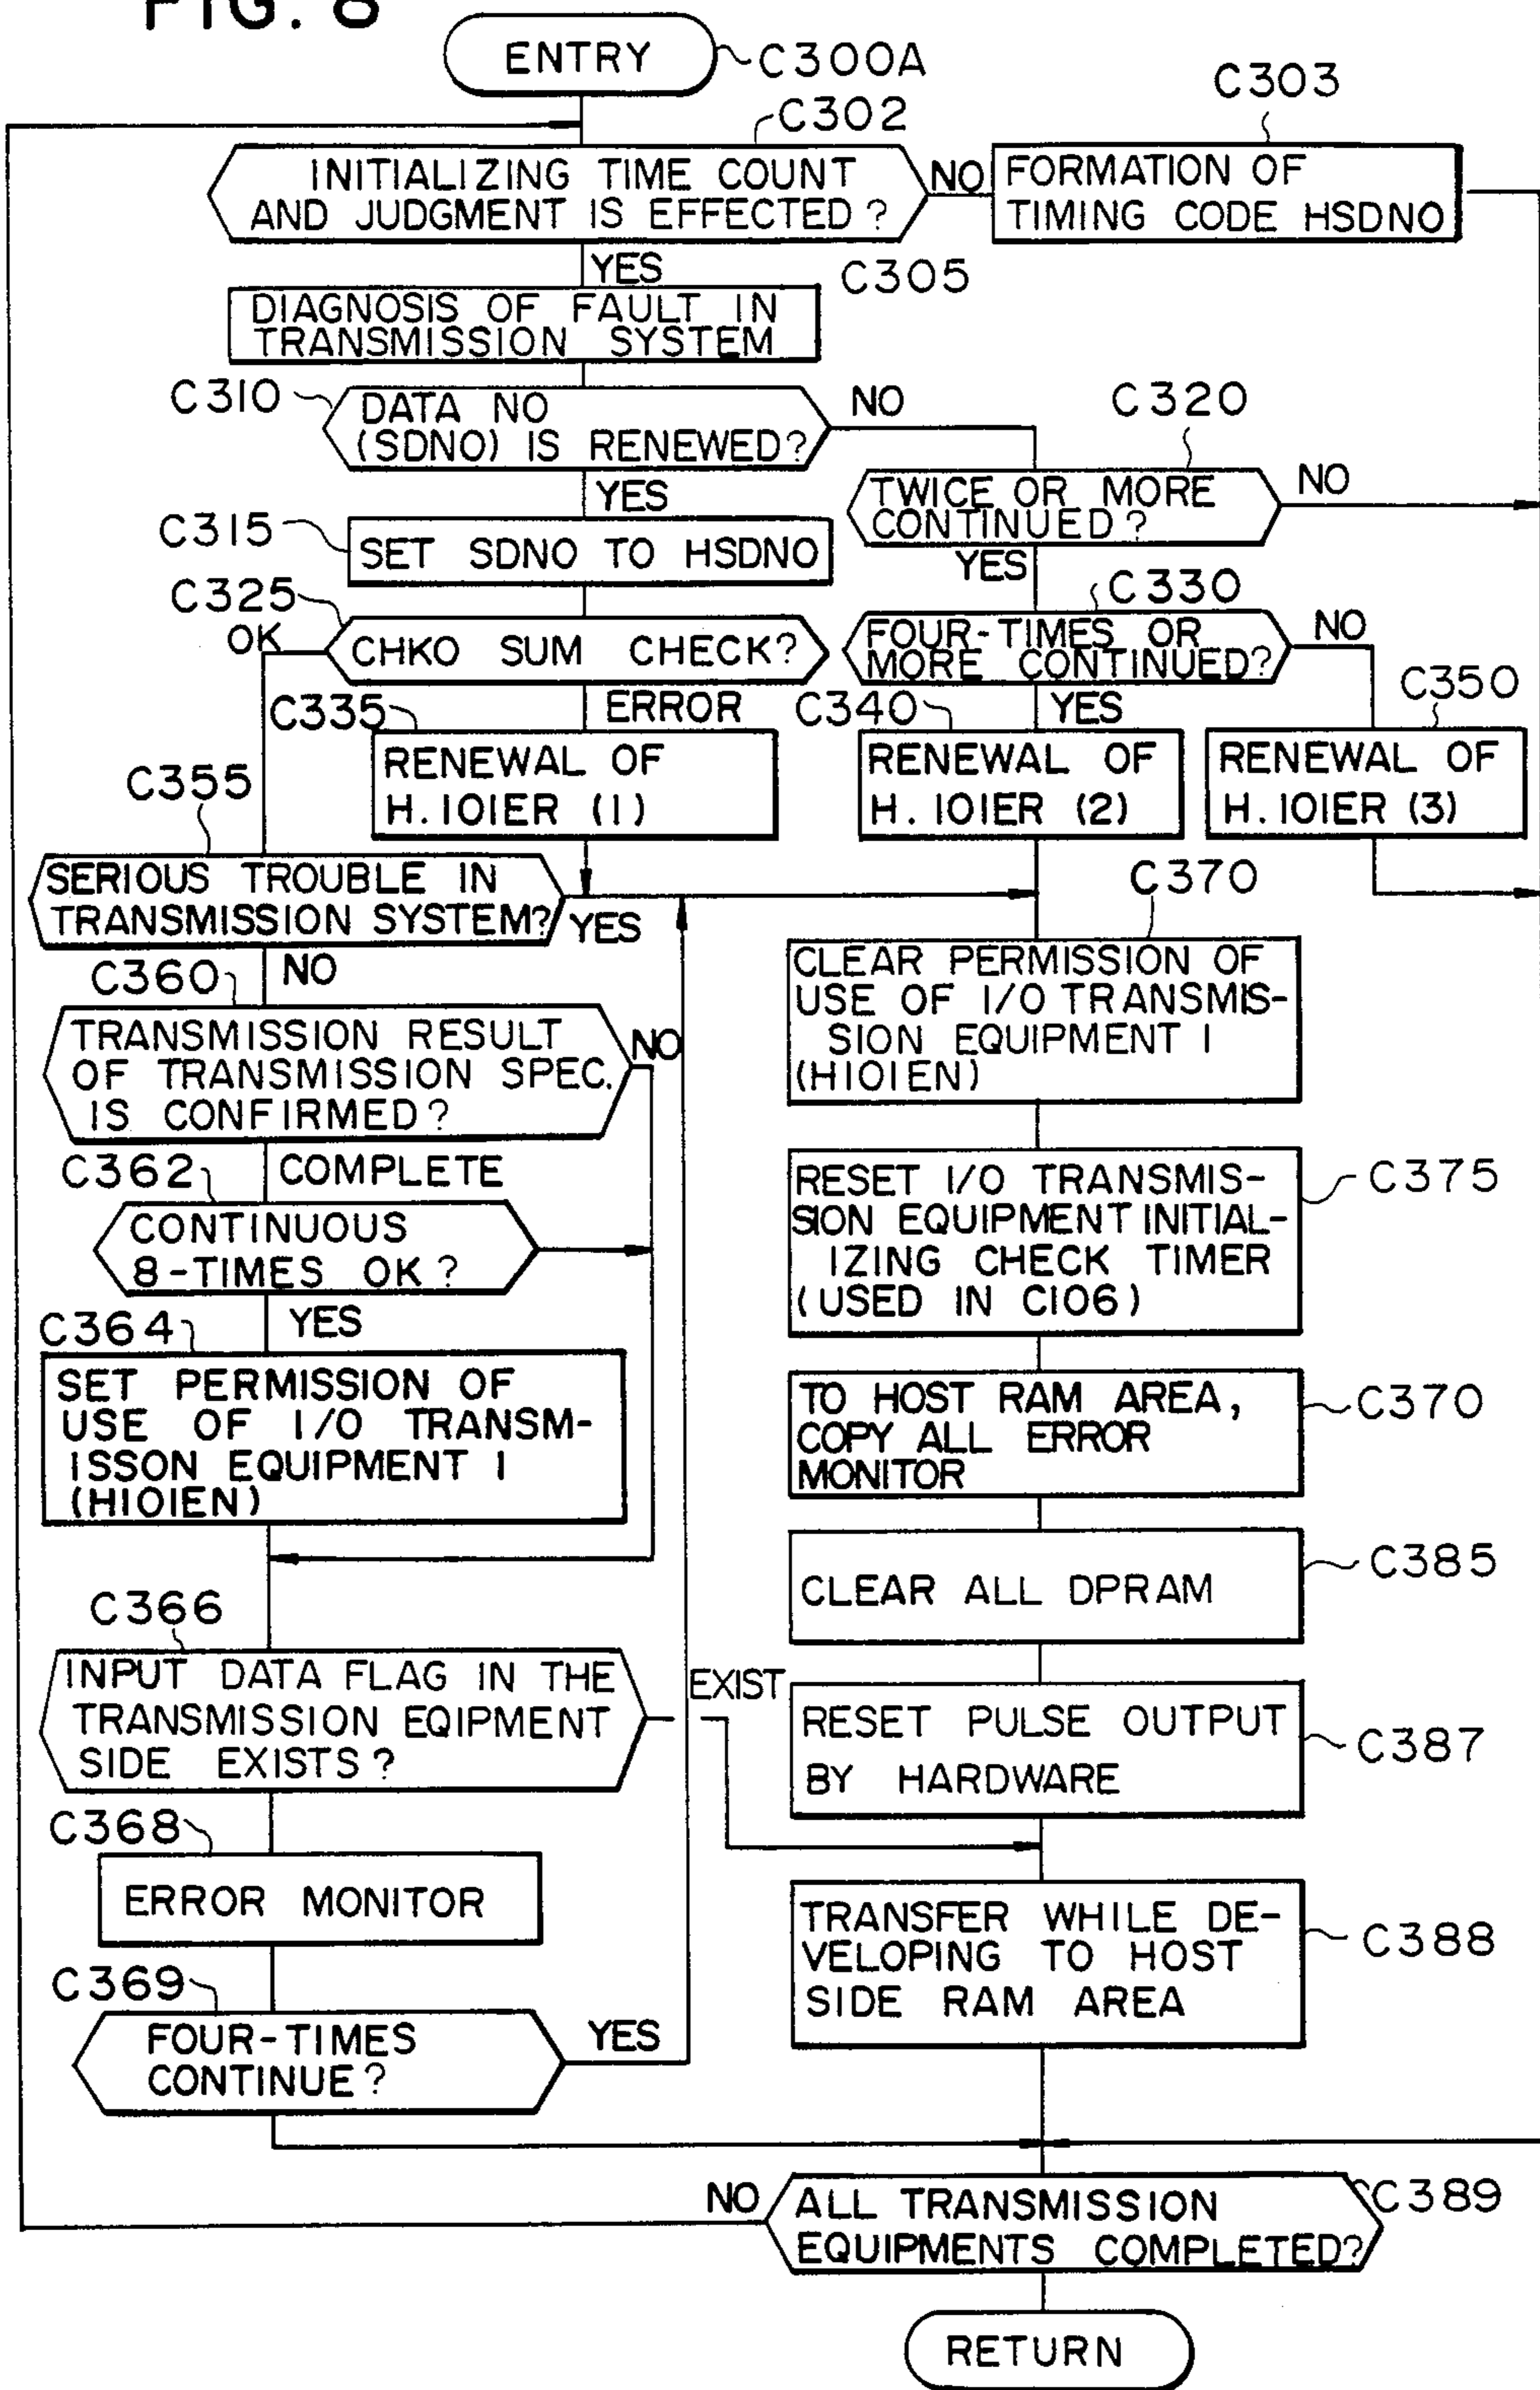 FIG. 8
ENTRY
C300A
C302
C303
INITIALIZING TIME COUNT
AND JUDGMENT IS EFFECTED?
NO
FORMATION OF
TIMING CODE HSDNO
YES
C305
DIAGNOSIS OF FAULT IN
TRANSMISSION SYSTEM
C310
DATA NO
(SDNO) IS RENEWED?
NO
C320
YES
TWICE OR MORE
CONTINUED?
NO
C315
SET SDNO TO HSDNO
YES
C325
OK
CHKO SUM CHECK?
C330
FOUR-TIMES OR
MORE CONTINUED?
NO
C335
ERROR
C340
YES
C350
RENEWAL OF
H. IOIER (1)
RENEWAL OF
H. IOIER (2)
RENEWAL OF
H. IOIER (3)
C355
SERIOUS TROUBLE IN
TRANSMISSION SYSTEM?
YES
C370
NO
CLEAR PERMISSION OF
USE OF I/O TRANSMIS-
SION EQUIPMENT I
(HIOIEN)
C360
TRANSMISSION RESULT
OF TRANSMISSION SPEC.
IS CONFIRMED?
NO
C362
COMPLETE
CONTINUOUS
8-TIMES OK?
RESET I/O TRANSMIS-
SION EQUIPMENT INITIAL-
IZING CHECK TIMER
(USED IN C106)
C375
YES
C364
SET PERMISSION OF
USE OF I/O TRANSM-
ISSON EQUIPMENT I
(HIOIEN)
TO HOST RAM AREA,
COPY ALL ERROR
MONITOR
C370
CLEAR ALL DPRAM
C385
C366
INPUT DATA FLAG IN THE
TRANSMISSION EQIPMENT
SIDE EXISTS?
EXIST
RESET PULSE OUTPUT
BY HARDWARE
C387
C368
ERROR MONITOR
TRANSFER WHILE DE-
VELOPING TO HOST
SIDE RAM AREA
C388
C369
FOUR-TIMES
CONTINUE?
YES
NO
ALL TRANSMISSION
EQUIPMENTS COMPLETED?
C389
RETURN